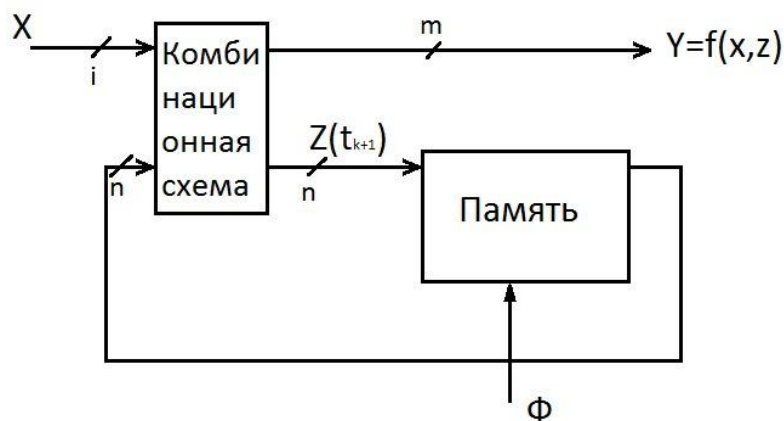 X
i
Комби
наци
онная
схема
m
Y=f(x,z)
n
Z(tₖ₊₁)
n
Память
Ф